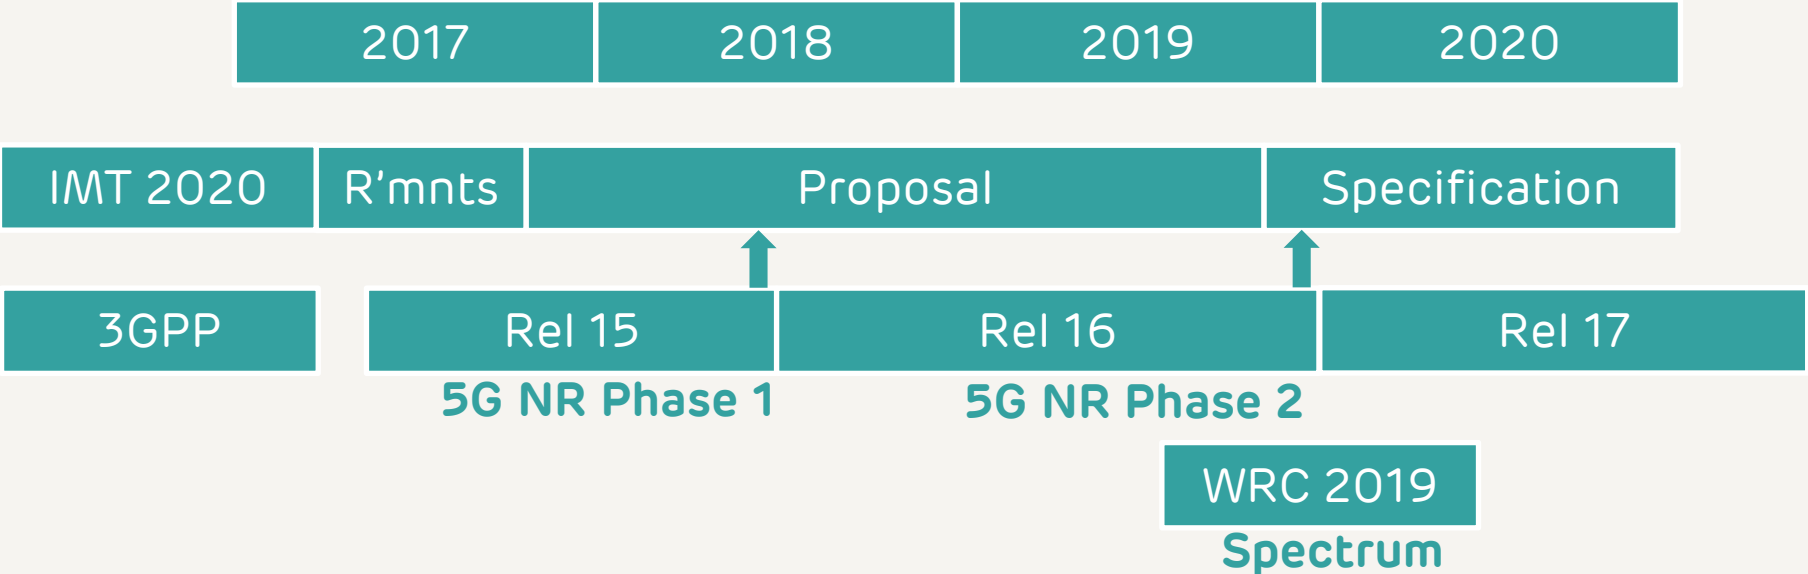 2017 2018 2019 2020
IMT 2020 R'mnts Proposal Specification
3GPP Rel 15 Rel 16 Rel 17
5G NR Phase 1 5G NR Phase 2
WRC 2019
Spectrum